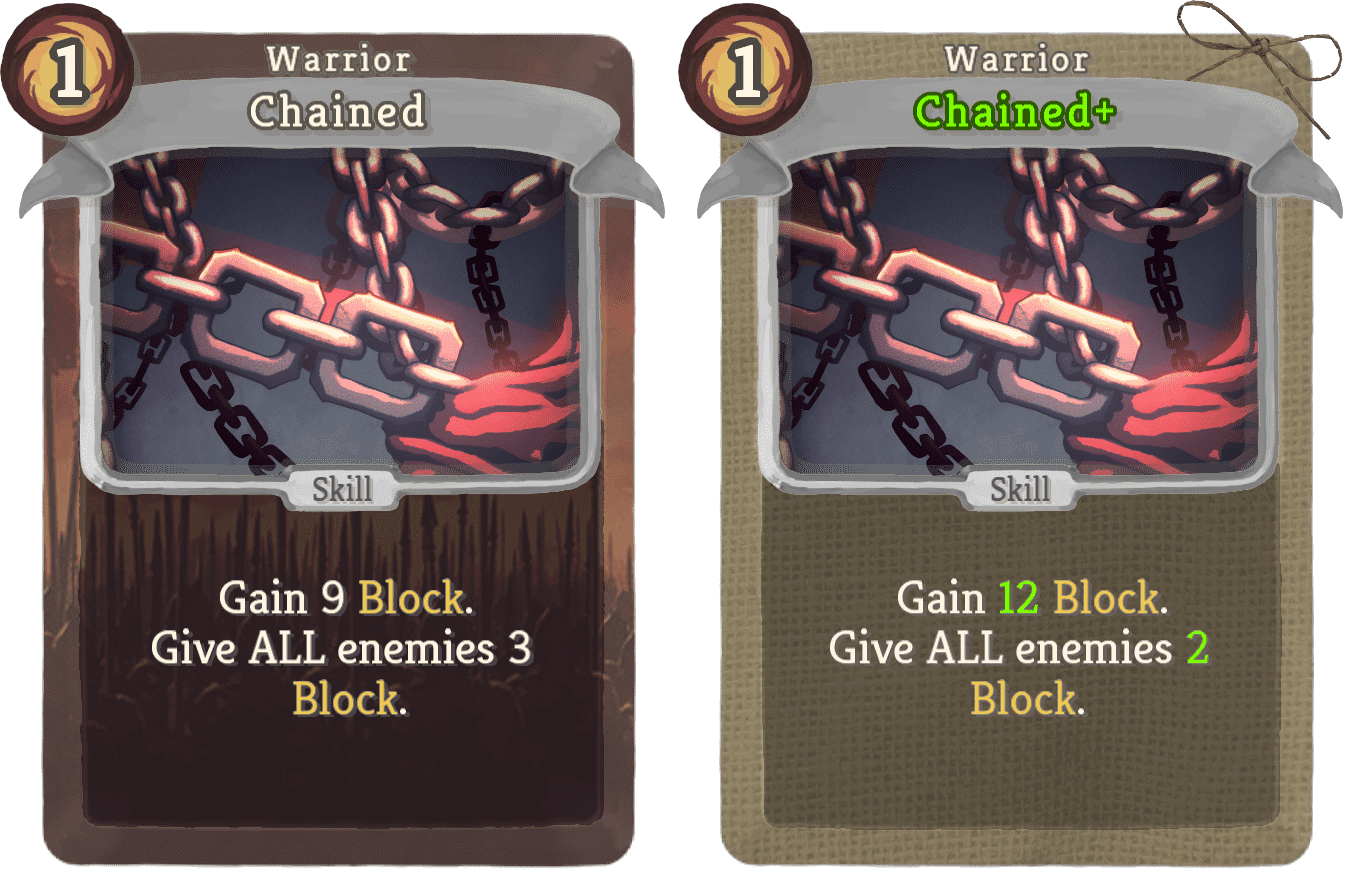 1
Warrior
Chained
Skill
Gain 9 Block.
Give ALL enemies 3
Block.
1
Warrior
Chained+
Skill
Gain 12 Block.
Give ALL enemies 2
Block.